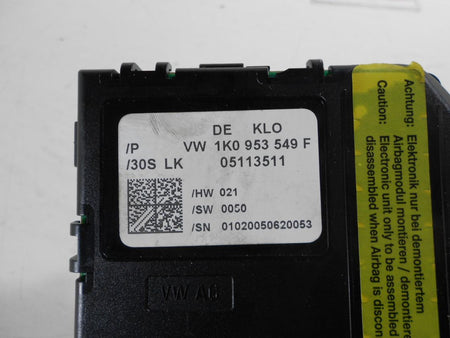 DE KLO
/P VW 1K0 953 549 F
/30S LK 05113511
/HW 021
/SW 0050
/SN 01020050620053
VW AG
Achtung: Elektronik nur bei demontiertem
Airbagmodul montieren / demontieren
Caution: Electronic unit only to be assembled
disassembled when Airbag is discon